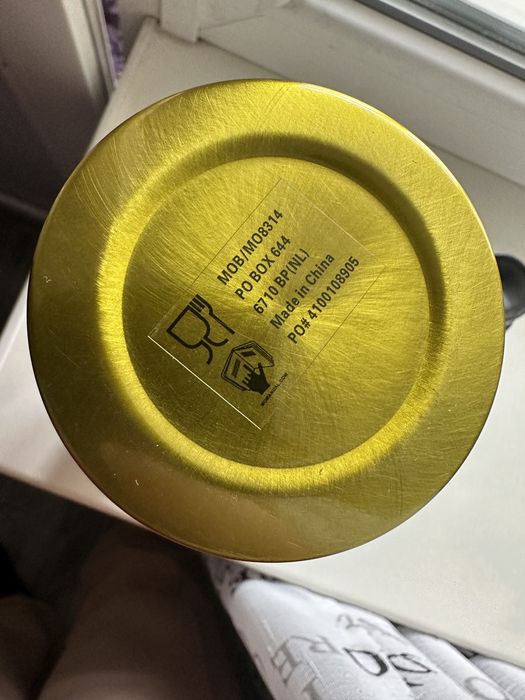 MOB/MO8314
PO BOX 644
6710 BP(NL)
Made in China
PO# 4100108905